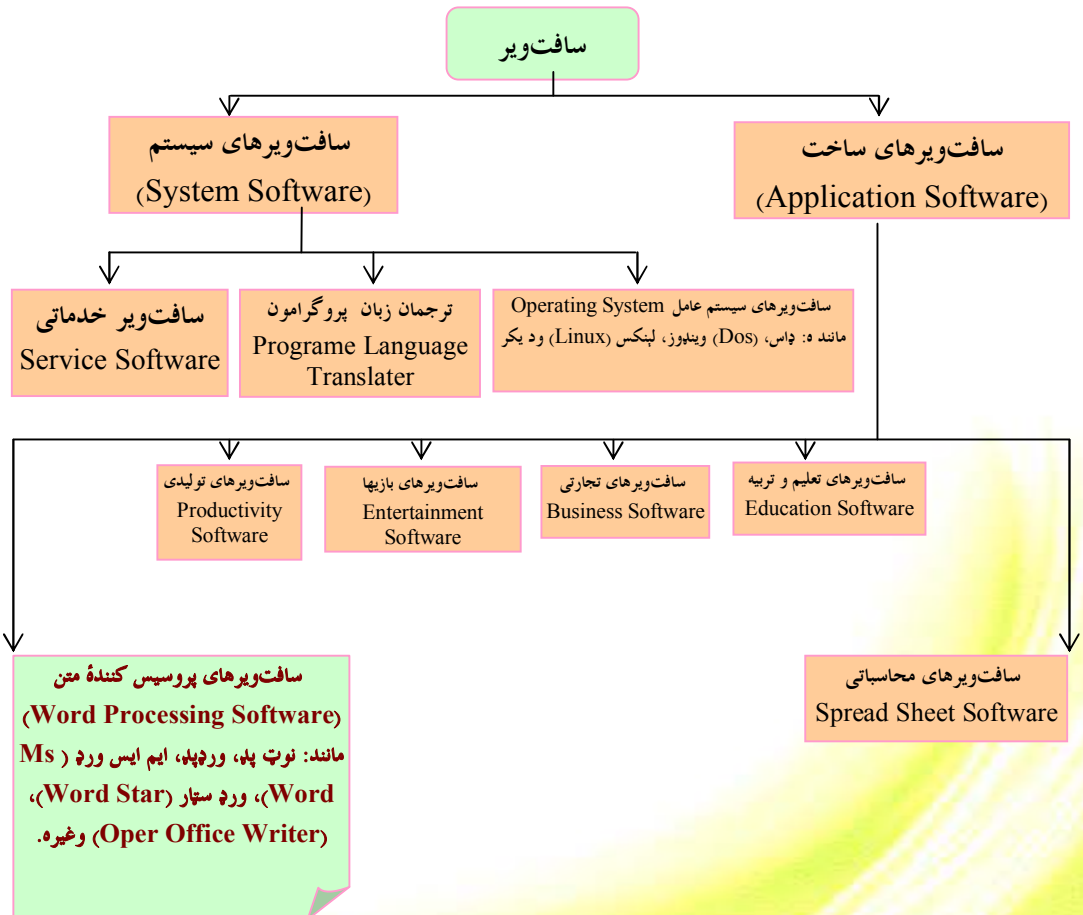 سافت‌ویر
سافت‌ویرهای ساخت
(Application Software)
سافت‌ویرهای سیستم
(System Software)
سافت‌ویرهای سیستم عامل Operating System
مانند ه: ډاس، (Dos) ویندوز، لېنکس (Linux) ود یکر
ترجمان زبان پروگرامون
Programe Language
Translater
سافت‌ویر خدماتی
Service Software
سافت‌ویرهای تعلیم و تربیه
Education Software
سافت‌ویرهای تجارتی
Business Software
سافت‌ویرهای بازیها
Entertainment
Software
سافت‌ویرهای تولیدی
Productivity
Software
سافت‌ویرهای محاسباتی
Spread Sheet Software
سافت‌ویرهای پروسیس کنندۀ متن
(Word Processing Software)
مانند: نوټ پډ، ورډپډ، ایم ایس ورډ ( Ms
Word)، ورډ سټار (Word Star)،
(Oper Office Writer) وغیره.